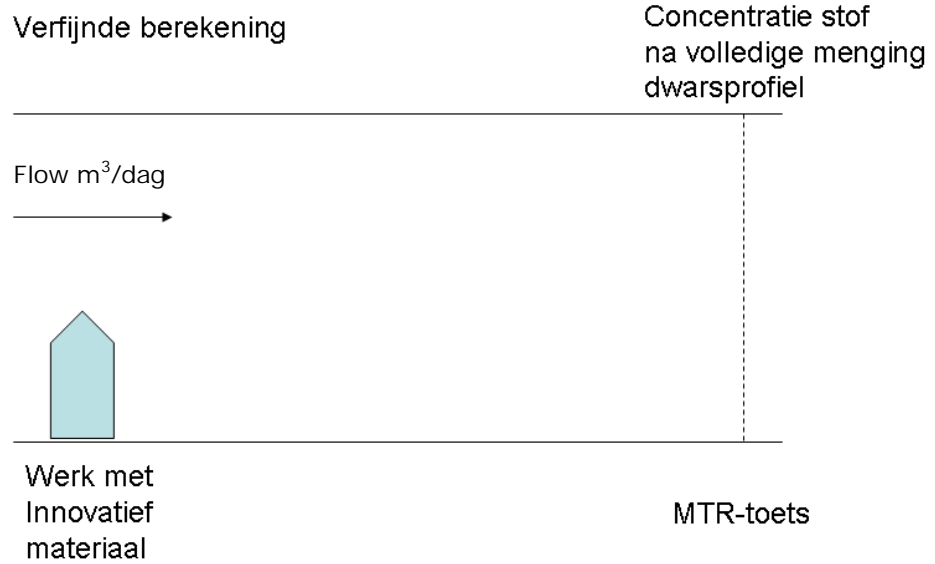 Verfijnde berekening
Concentratie stof
na volledige menging
dwarsprofiel
Flow m³/dag
Werk met
Innovatief
materiaal
MTR-toets